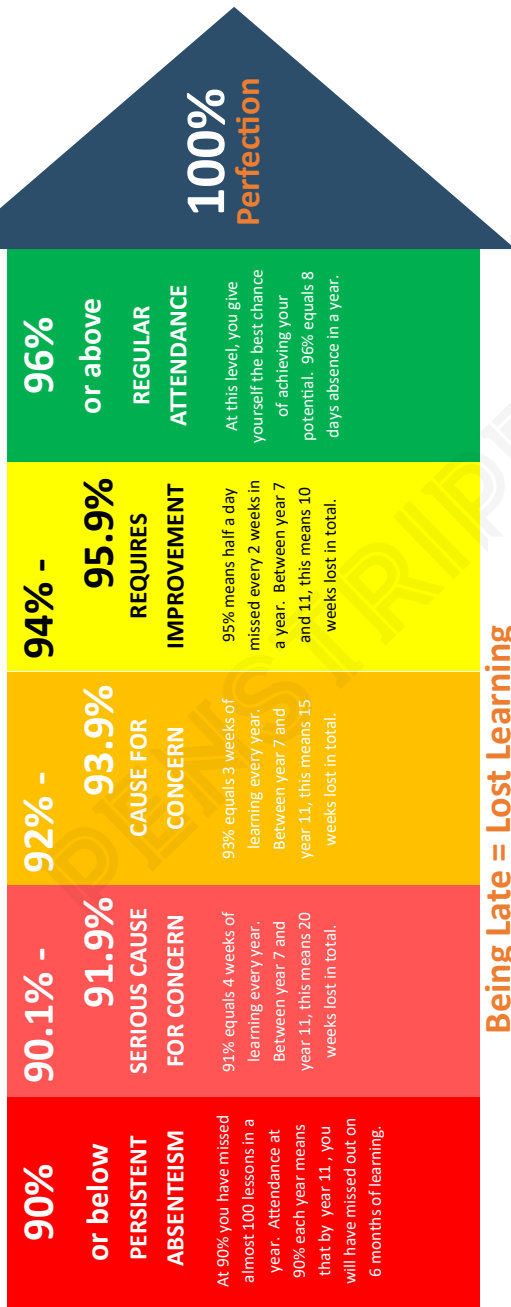 90%
or below
PERSISTENT
ABSENTEEISM
At 90% you have missed
almost 100 lessons in a
year. Attendance at
90% each year means
that by year 11 , you
will have missed out on
6 months of learning.
90.1% -
91.9%
SERIOUS CAUSE
FOR CONCERN
91% equals 4 weeks of
learning every year.
Between year 7 and
year 11, this means 20
weeks lost in total.
92% -
93.9%
CAUSE FOR
CONCERN
93% equals 3 weeks of
learning every year.
Between year 7 and
year 11, this means 15
weeks lost in total.
94% -
95.9%
REQUIRES
IMPROVEMENT
95% means half a day
missed every 2 weeks in
a year. Between year 7
and 11, this means 10
weeks lost in total.
96%
or above
REGULAR
ATTENDANCE
At this level, you give
yourself the best chance
of achieving your
potential. 96% equals 8
days absence in a year.
100%
Perfection
Being Late = Lost Learning
PENSTRIPE